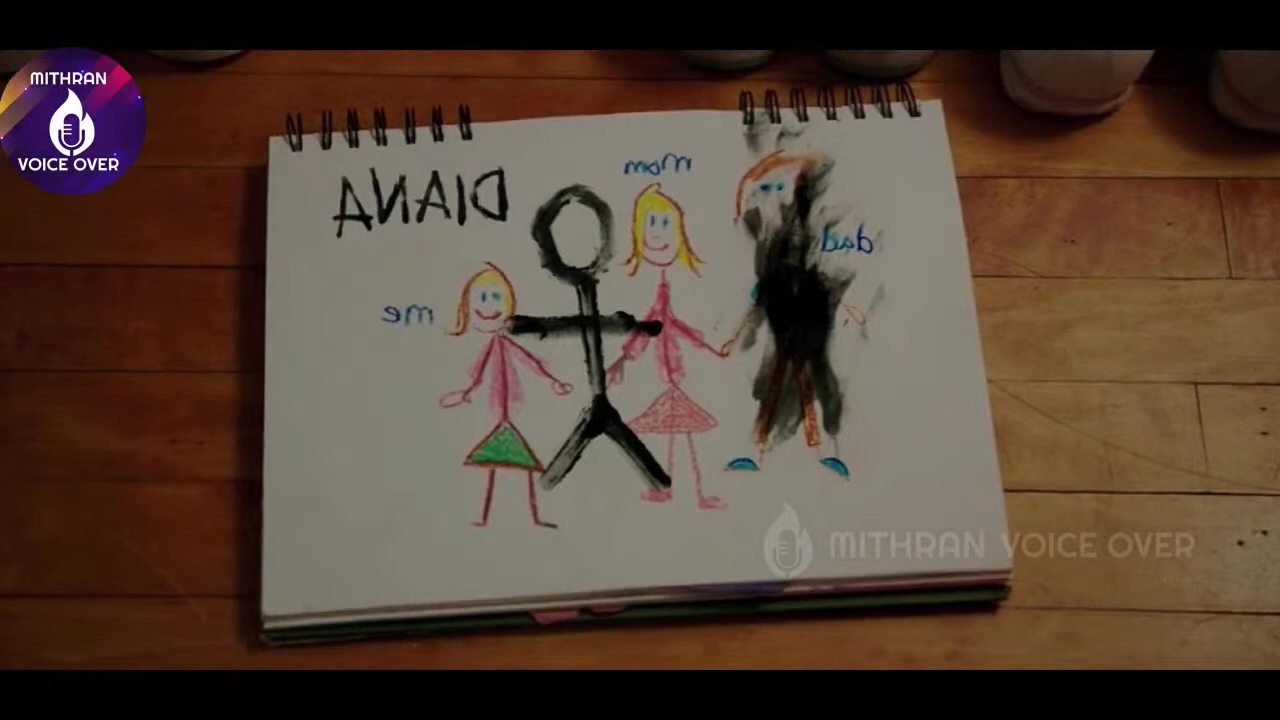 MITHRAN
VOICE OVER
DIANA
me
mom
dad
MITHRAN VOICE OVER